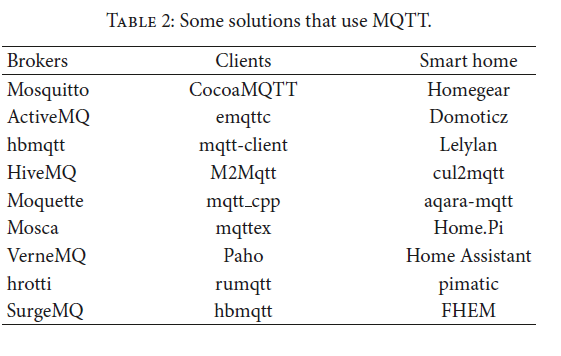 TABLE 2: Some solutions that use MQTT.
Brokers Clients Smart home
Mosquitto CocoaMQTT Homegear
ActiveMQ emqttc Domoticz
hbmqtt mqtt-client Lelylan
HiveMQ M2Mqtt cul2mqtt
Moquette mqtt_cpp aqara-mqtt
Mosca mqttex Home.Pi
VerneMQ Paho Home Assistant
hrotti rumqtt pimatic
SurgeMQ hbmqtt FHEM